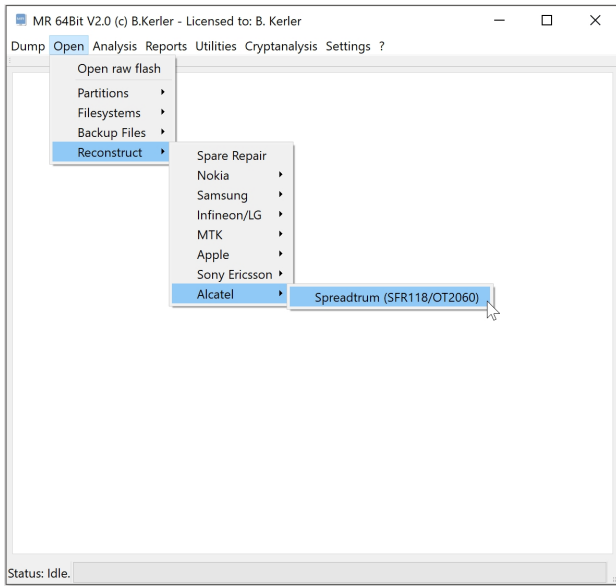 MR 64Bit V2.0 (c) B.Kerler - Licensed to: B. Kerler
Dump Open Analysis Reports Utilities Cryptanalysis Settings ?
Open raw flash
Partitions
Filesystems
Backup Files
Reconstruct
Spare Repair
Nokia
Samsung
Infineon/LG
MTK
Apple
Sony Ericsson
Alcatel
Spreadtrum (SFR118/OT2060)
Status: Idle.